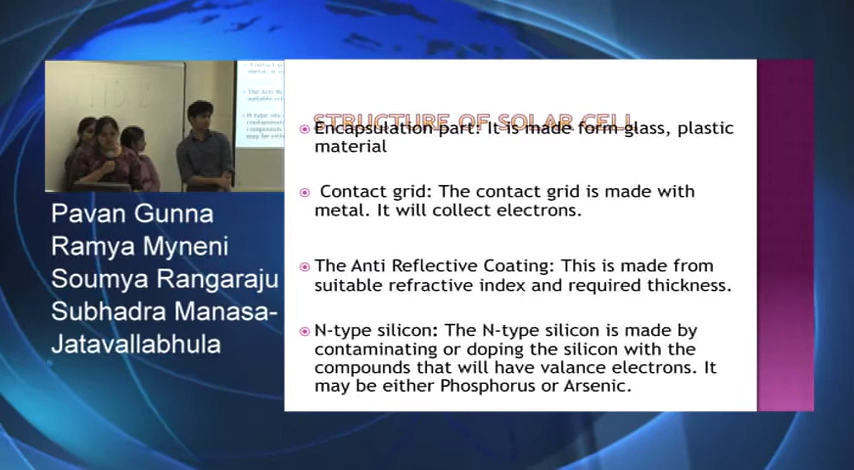 STRUCTURE OF SOLAR CELL
Encapsulation part: It is made form glass, plastic
material
Contact grid: The contact grid is made with
metal. It will collect electrons.
The Anti Reflective Coating: This is made from
suitable refractive index and required thickness.
N-type silicon: The N-type silicon is made by
contaminating or doping the silicon with the
compounds that will have valance electrons. It
may be either Phosphorus or Arsenic.
Pavan Gunna
Ramya Myneni
Soumya Rangaraju
Subhadra Manasa-
Jatavallabhula